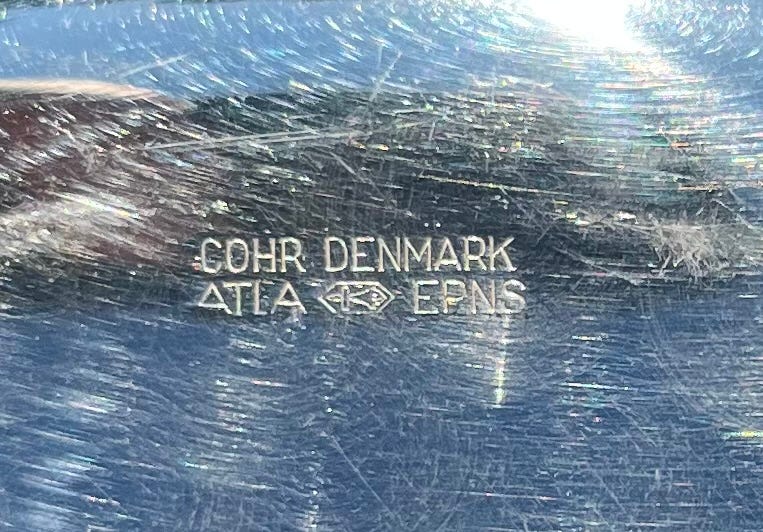 COHR DENMARK
ATLA K EPNS